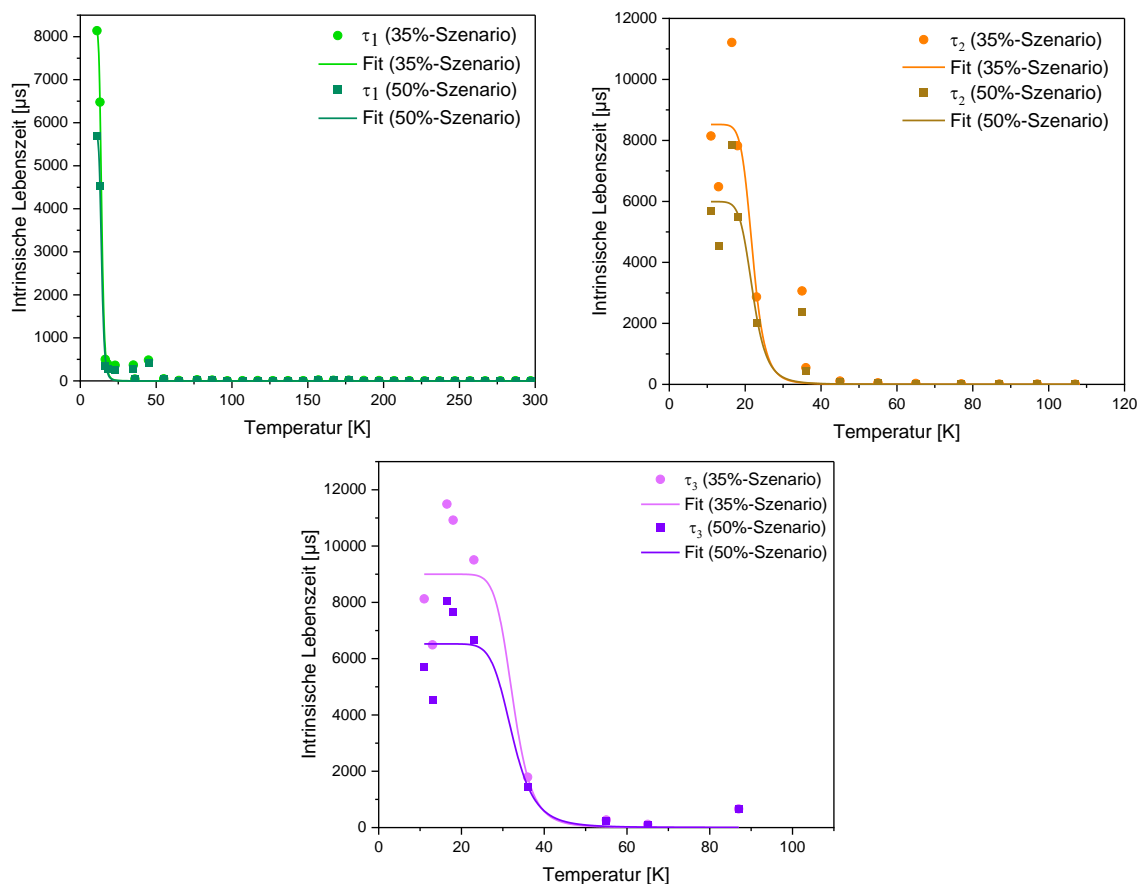 τ1 (35%-Szenario)
Fit (35%-Szenario)
τ1 (50%-Szenario)
Fit (50%-Szenario)
Intrinsische Lebenszeit [µs]
8000
7000
6000
5000
4000
3000
2000
1000
0
0 50 100 150 200 250 300
Temperatur [K]
τ2 (35%-Szenario)
Fit (35%-Szenario)
τ2 (50%-Szenario)
Fit (50%-Szenario)
Intrinsische Lebenszeit [µs]
12000
10000
8000
6000
4000
2000
0
0 20 40 60 80 100 120
Temperatur [K]
τ3 (35%-Szenario)
Fit (35%-Szenario)
τ3 (50%-Szenario)
Fit (50%-Szenario)
Intrinsische Lebenszeit [µs]
12000
10000
8000
6000
4000
2000
0
0 20 40 60 80 100
Temperatur [K]